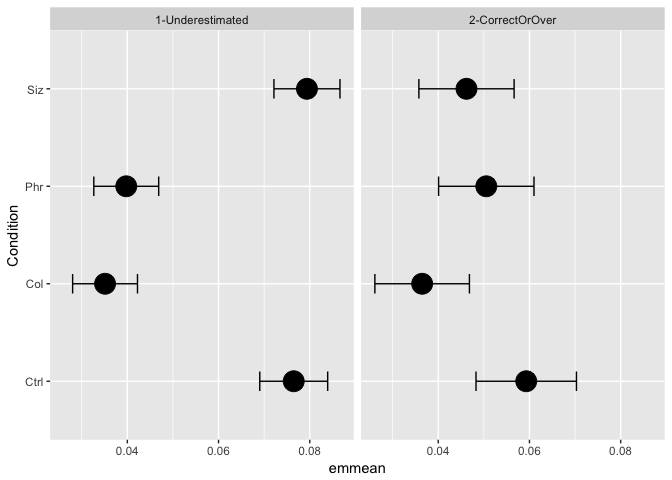 1-Underestimated 2-CorrectOrOver
Condition
Siz
Phr
Col
Ctrl
0.04 0.06 0.08 0.04 0.06 0.08
emmean